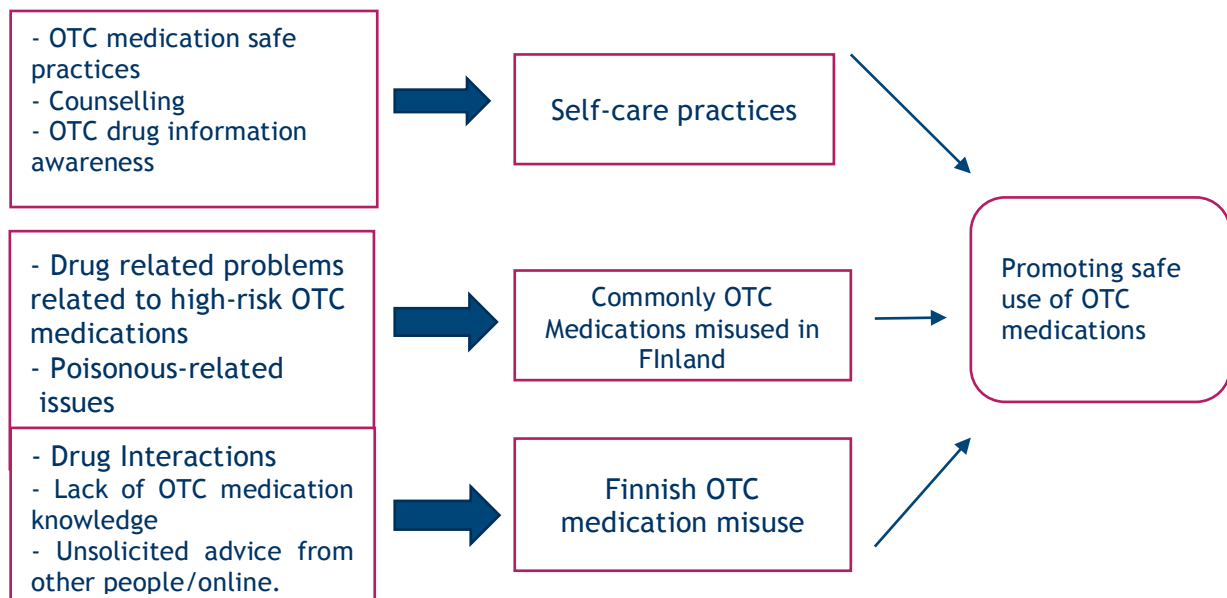 - OTC medication safe
practices
- Counselling
- OTC drug information
awareness
Self-care practices
- Drug related problems
related to high-risk OTC
medications
- Poisonous-related
issues
Commonly OTC
Medications misused in
FInland
Promoting safe
use of OTC
medications
- Drug Interactions
- Lack of OTC medication
knowledge
- Unsolicited advice from
other people/online.
Finnish OTC
medication misuse